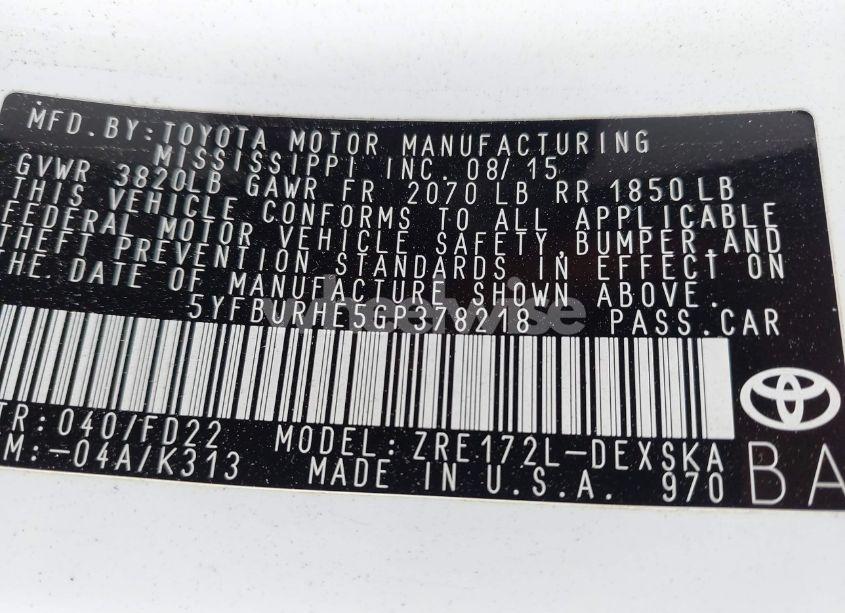 MFD.BY:TOYOTA MOTOR MANUFACTURING
MISSISSIPPI INC. 08/15
GVWR 3820LB GAWR FR 2070 LB RR 1850 LB
THIS VEHICLE CONFORMS TO ALL APPLICABLE
FEDERAL MOTOR VEHICLE SAFETY,BUMPER,AND
THEFT PREVENTION STANDARDS IN EFFECT ON
THE DATE OF MANUFACTURE SHOWN ABOVE.
5YFBURHE5GP378218 PASS.CAR
wheelwise
TR: 040/FD22 MODEL: ZRE172L-DEXSKA
M:-04A/K313 MADE IN U.S.A. 970
BA